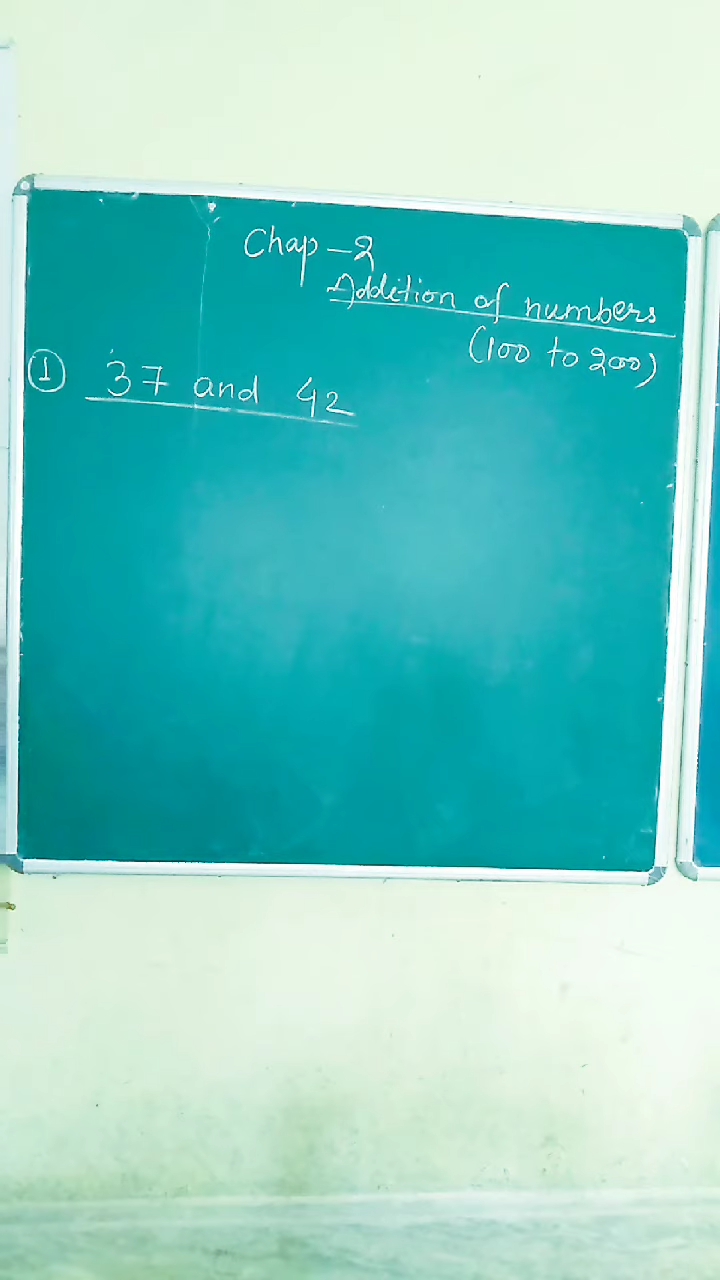 Chap-2
Addition of numbers
(100 to 200)
① 37 and 42